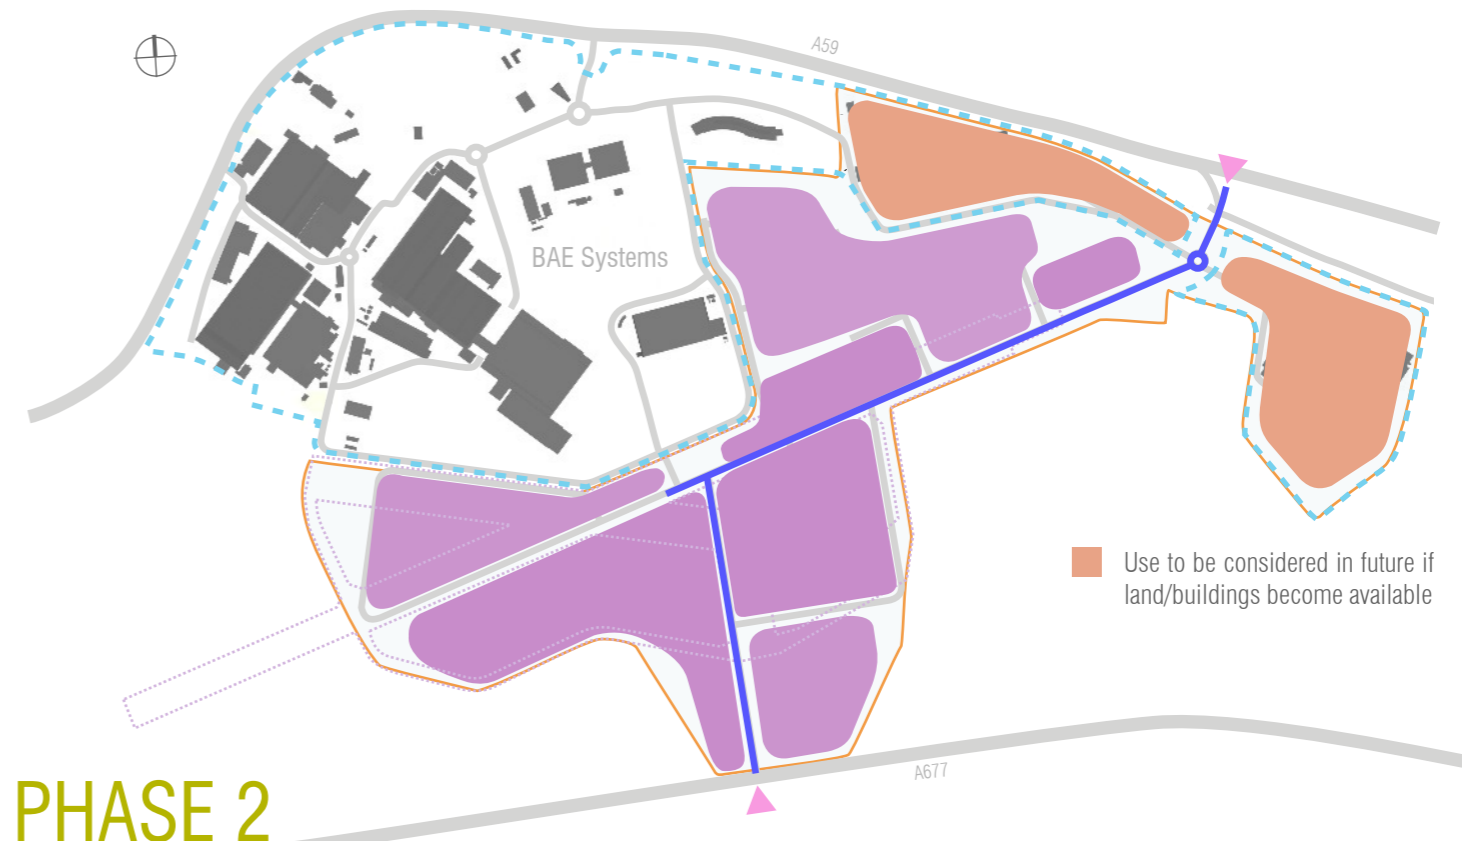 A59
BAE Systems
Use to be considered in future if
land/buildings become available
A677
PHASE 2